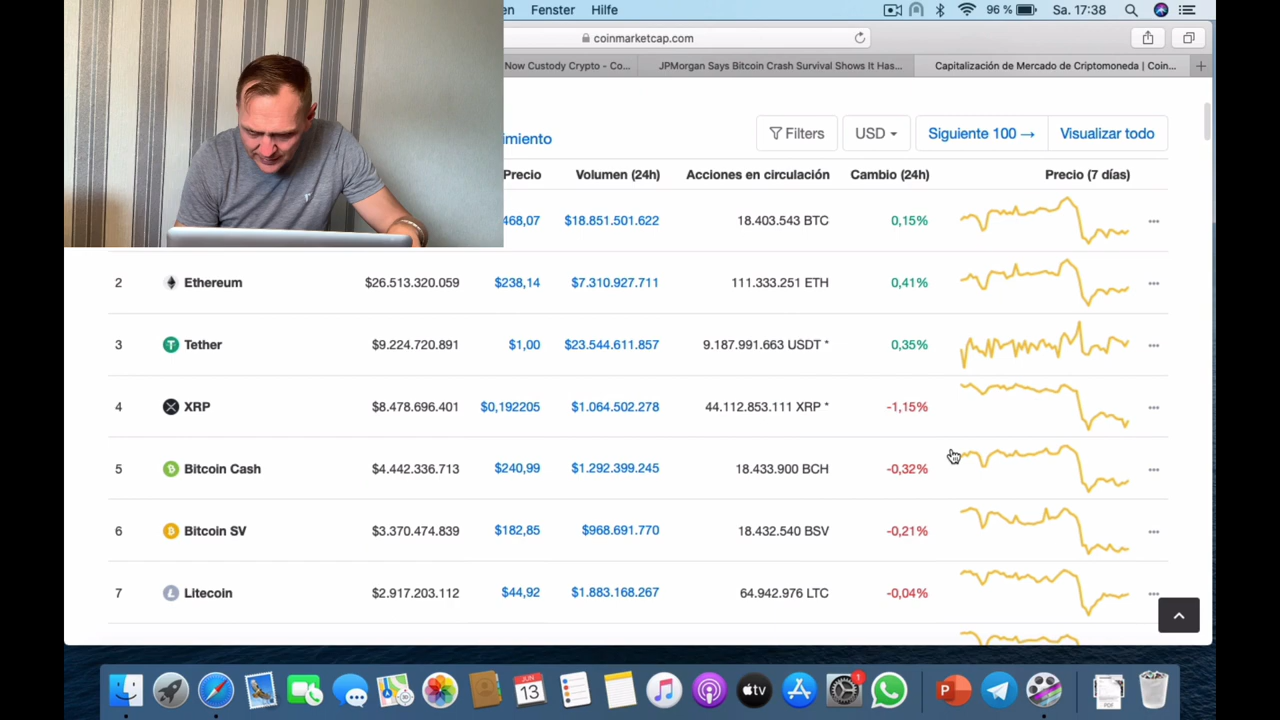 en Fenster Hilfe 96 % Sa. 17:38
coinmarketcap.com
Now Custody Crypto - Co... JPMorgan Says Bitcoin Crash Survival Shows It Has... Capitalización de Mercado de Criptomoneda | Coin...
imiento Filters USD Siguiente 100 → Visualizar todo
Precio Volumen (24h) Acciones en circulación Cambio (24h) Precio (7 días)
468,07 $18.851.501.622 18.403.543 BTC 0,15%
2 Ethereum $26.513.320.059 $238,14 $7.310.927.711 111.333.251 ETH 0,41%
3 Tether $9.224.720.891 $1,00 $23.544.611.857 9.187.991.663 USDT * 0,35%
4 XRP $8.478.696.401 $0,192205 $1.064.502.278 44.112.853.111 XRP * -1,15%
5 Bitcoin Cash $4.442.336.713 $240,99 $1.292.399.245 18.433.900 BCH -0,32%
6 Bitcoin SV $3.370.474.839 $182,85 $968.691.770 18.432.540 BSV -0,21%
7 Litecoin $2.917.203.112 $44,92 $1.883.168.267 64.942.976 LTC -0,04%
JUN
13
tv
1
P
PDF